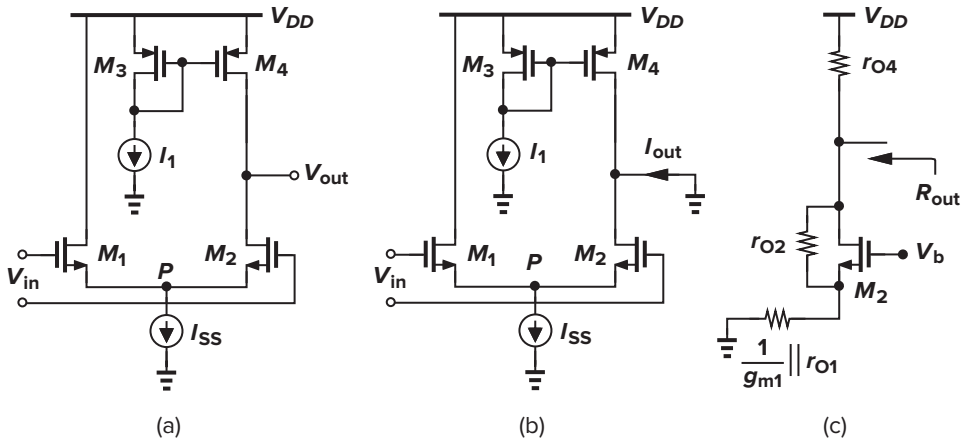 V_DD
M_3
M_4
I_1
V_out
M_1
M_2
P
V_in
I_SS
(a)
V_DD
M_3
M_4
I_1
I_out
M_1
M_2
P
V_in
I_SS
(b)
V_DD
r_O4
R_out
r_O2
V_b
M_2
1/g_m1 || r_O1
(c)